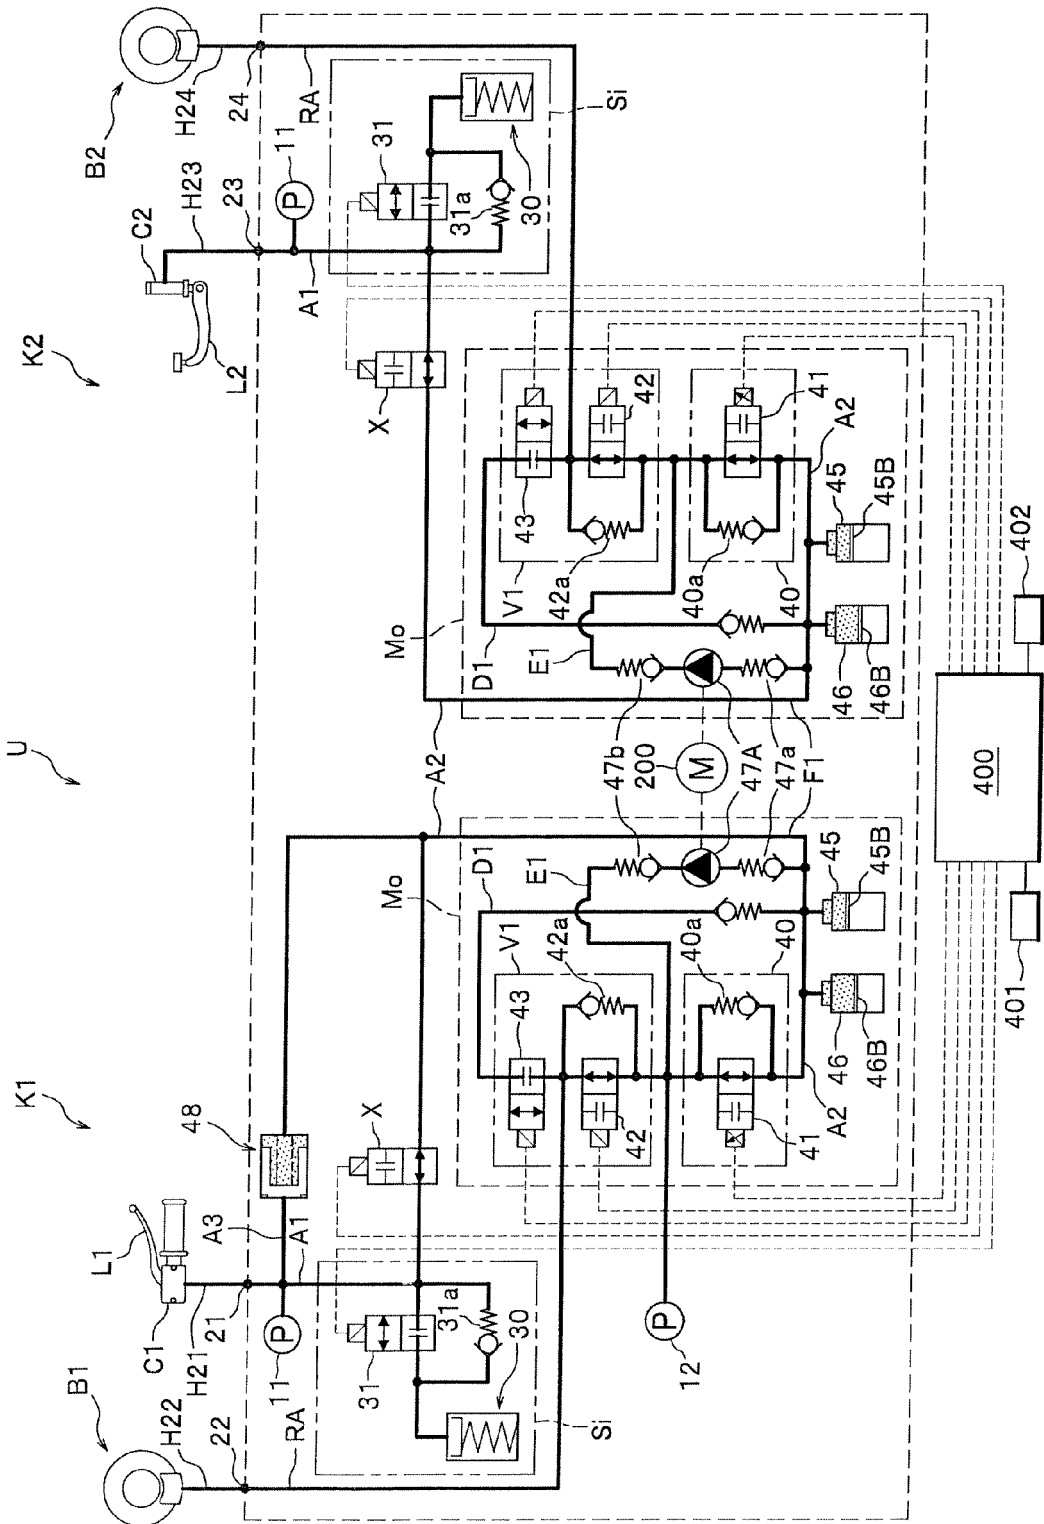 U
K1
K2
B1
H22
22
RA
C1
L1
H21
21
11
P
A3
A1
48
31
31a
30
Si
X
A2
Mo
D1
E1
V1
43
42a
42
40a
40
41
A2
45
45B
46
46B
P
12
47b
200
M
47A
47a
F1
C2
L2
H23
23
B2
H24
24
RA
11
P
A1
31
31a
30
Si
X
Mo
D1
E1
V1
43
42a
42
40a
40
41
A2
45
45B
46
46B
400
401
402